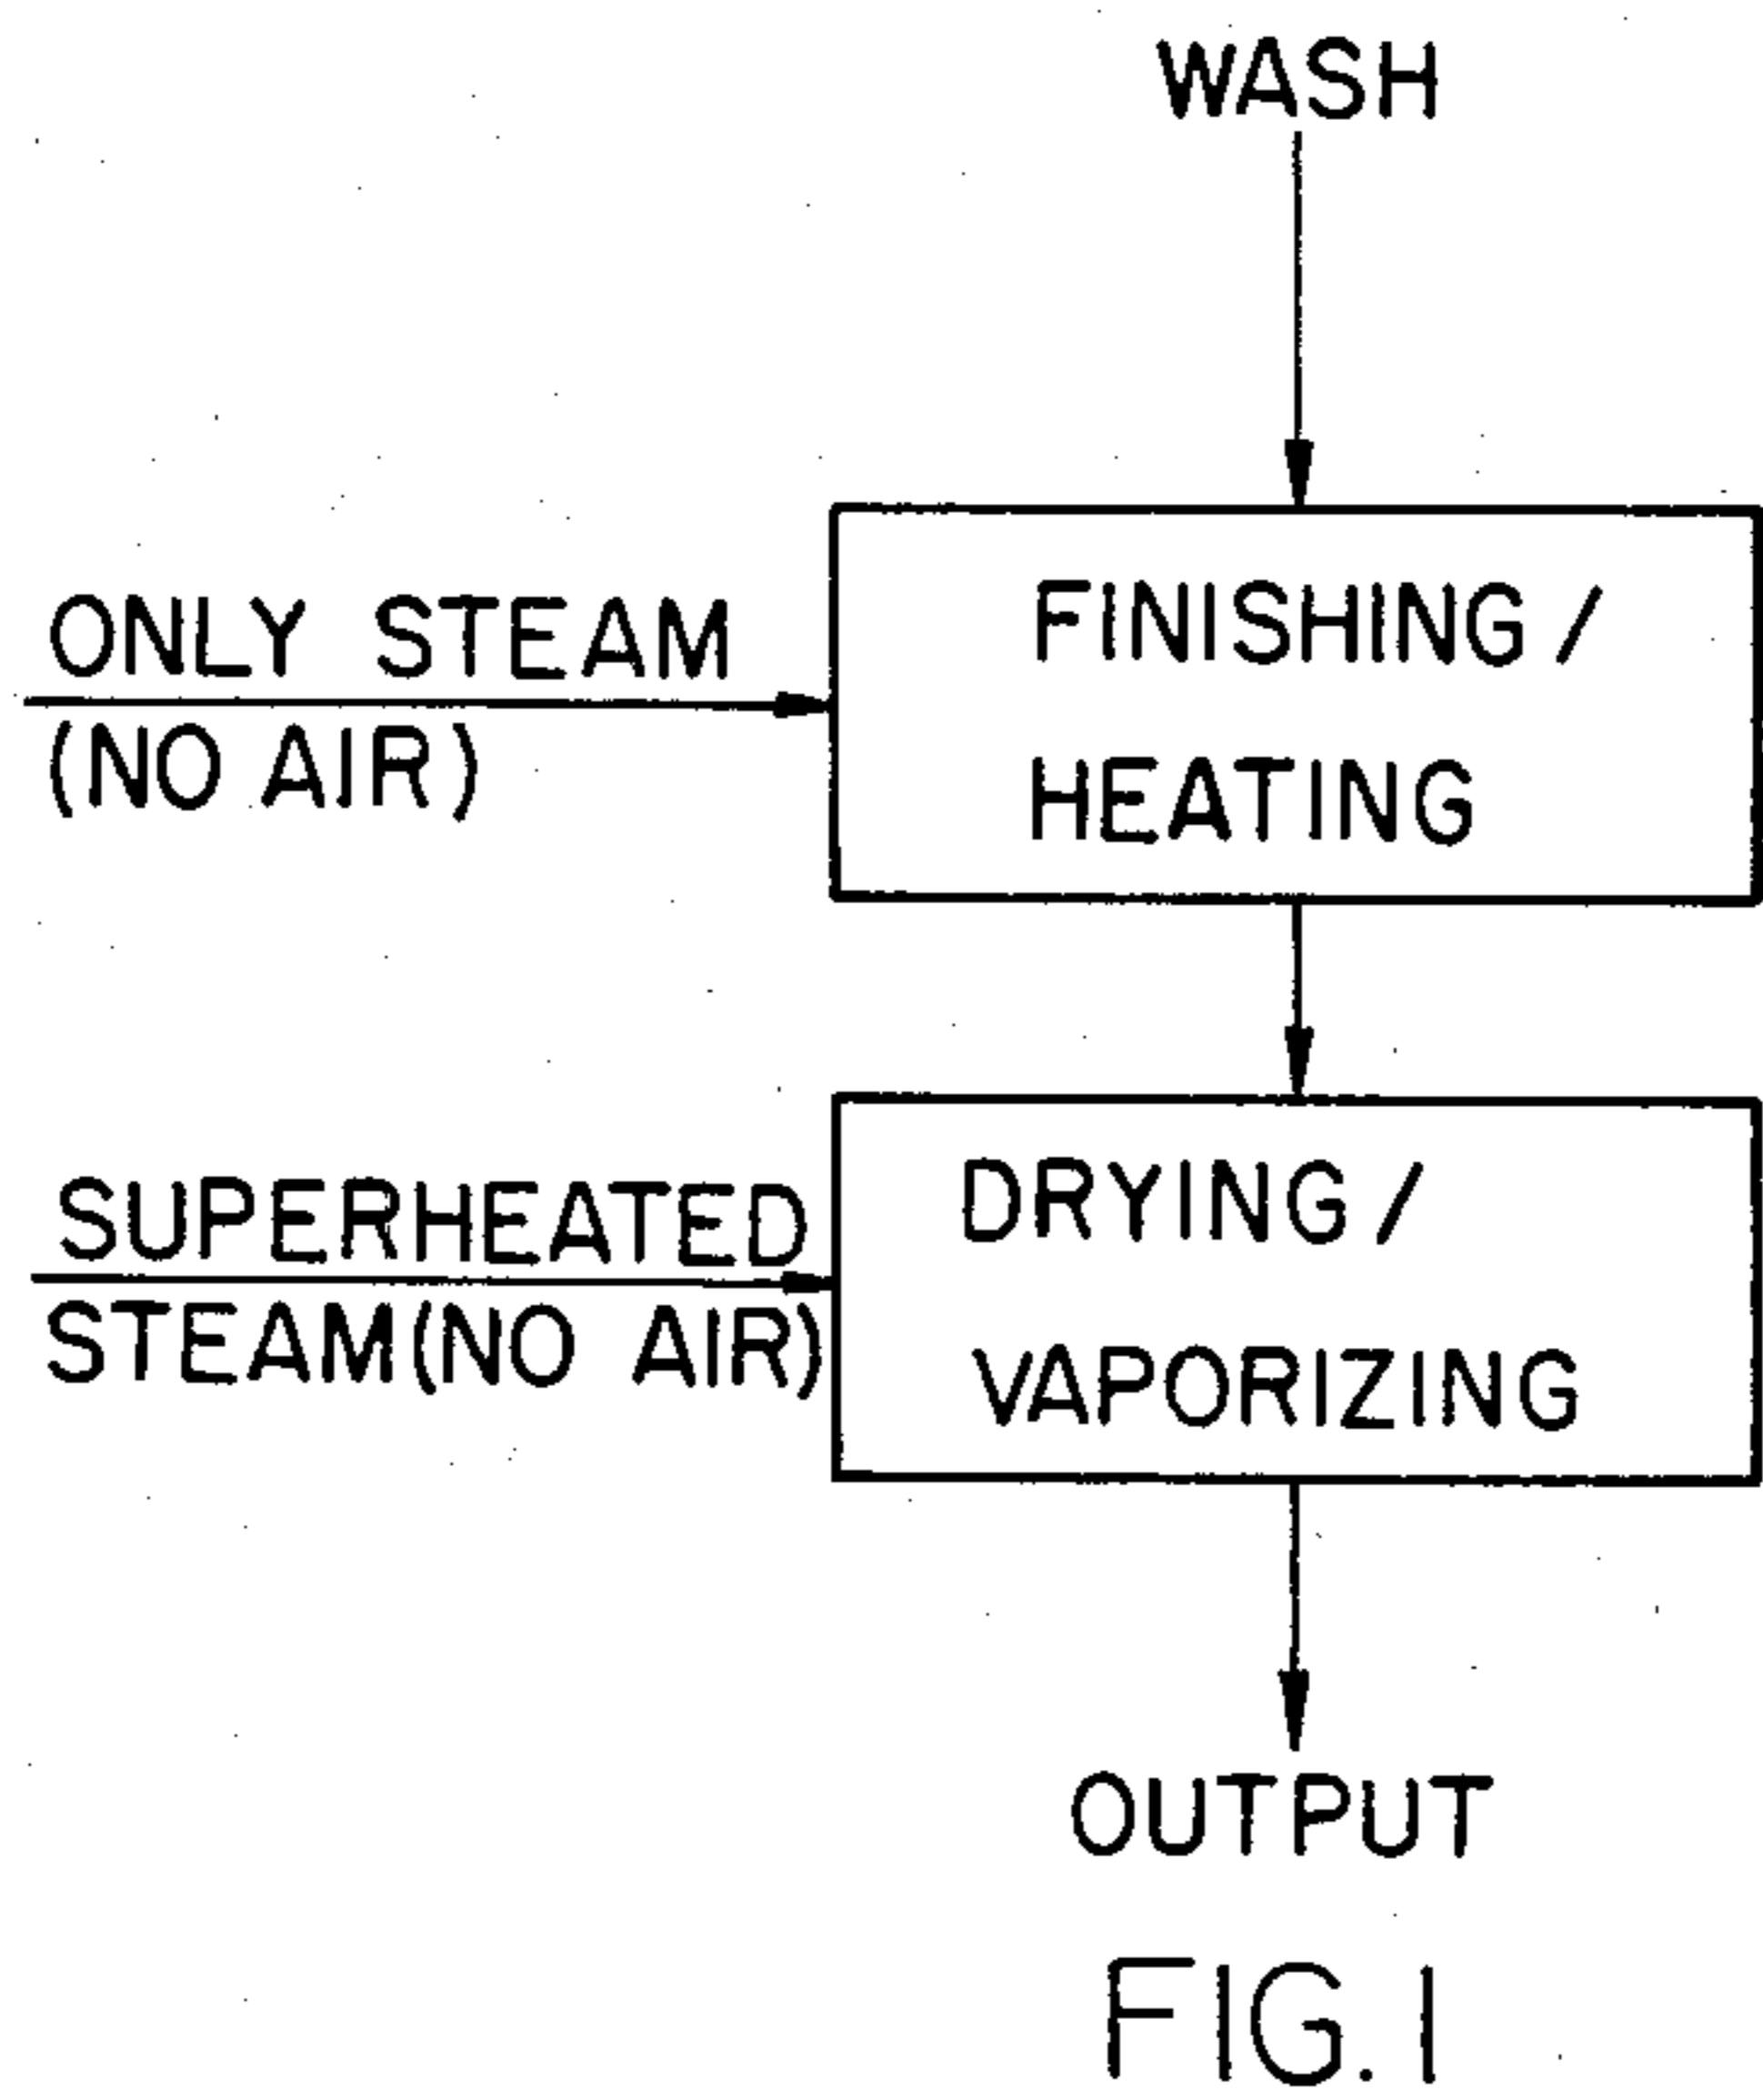 WASH
ONLY STEAM
(NO AIR)
FINISHING /
HEATING
SUPERHEATED
STEAM(NO AIR)
DRYING /
VAPORIZING
OUTPUT
FIG. 1